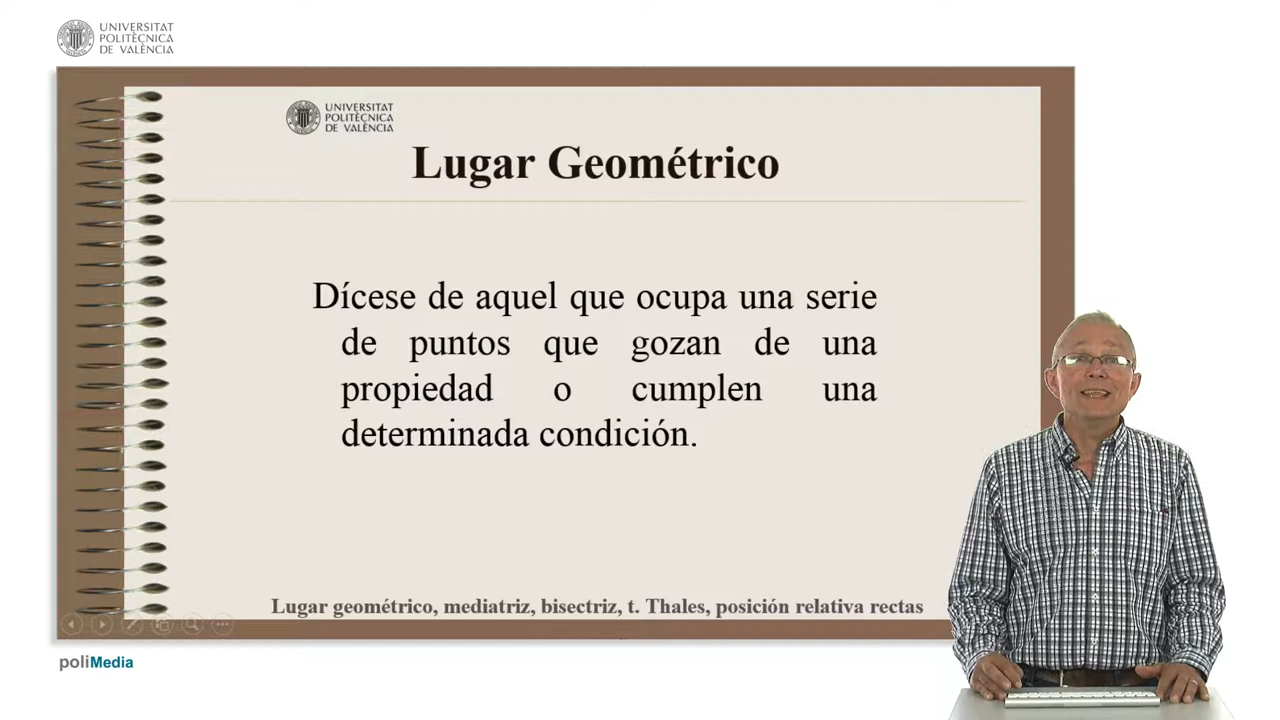 UNIVERSITAT
POLITÈCNICA
DE VALÈNCIA
UNIVERSITAT
POLITÈCNICA
DE VALÈNCIA
Lugar Geométrico
Dícese de aquel que ocupa una serie
de puntos que gozan de una
propiedad o cumplen una
determinada condición.
Lugar geométrico, mediatriz, bisectriz, t. Thales, posición relativa rectas
poliMedia